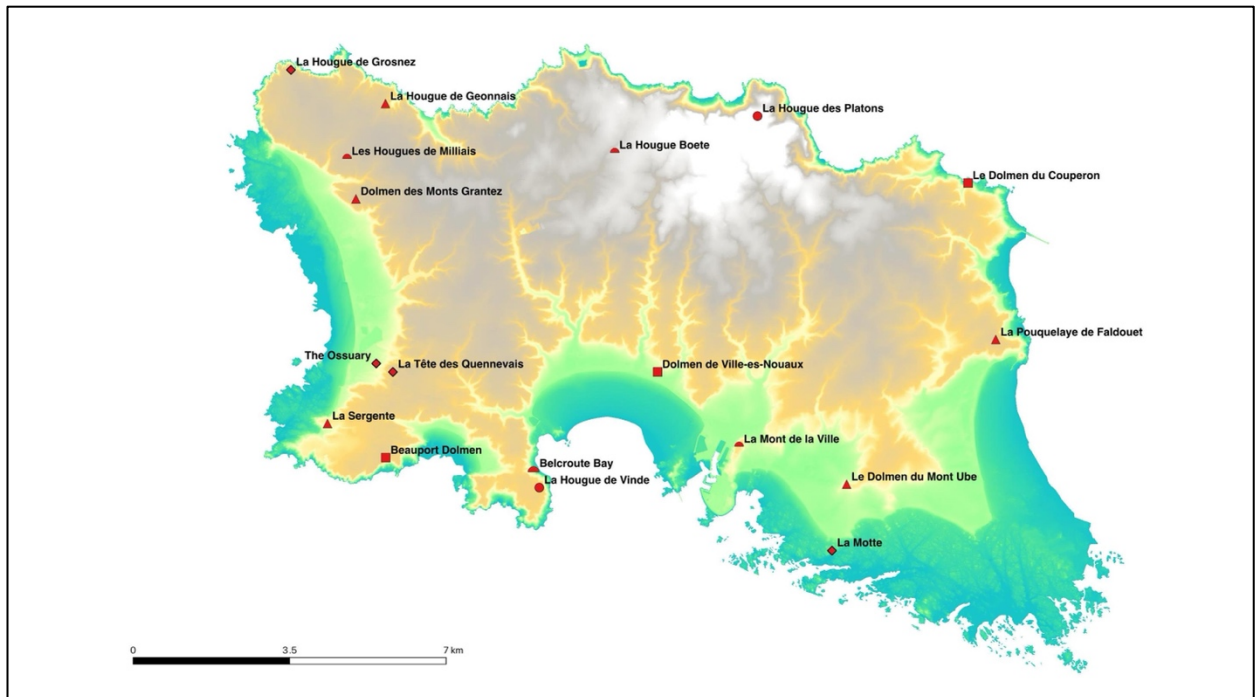 La Hougue de Grosnez
La Hougue de Geonnais
La Hougue des Platons
La Hougue Boete
Les Hougues de Milliais
Le Dolmen du Couperon
Dolmen des Monts Grantez
La Pouquelaye de Faldouet
The Ossuary
La Tête des Quennevais
Dolmen de Ville-es-Nouaux
La Sergente
La Mont de la Ville
Beauport Dolmen
Belcroute Bay
La Hougue de Vinde
Le Dolmen du Mont Ube
La Motte
0 3.5 7 km